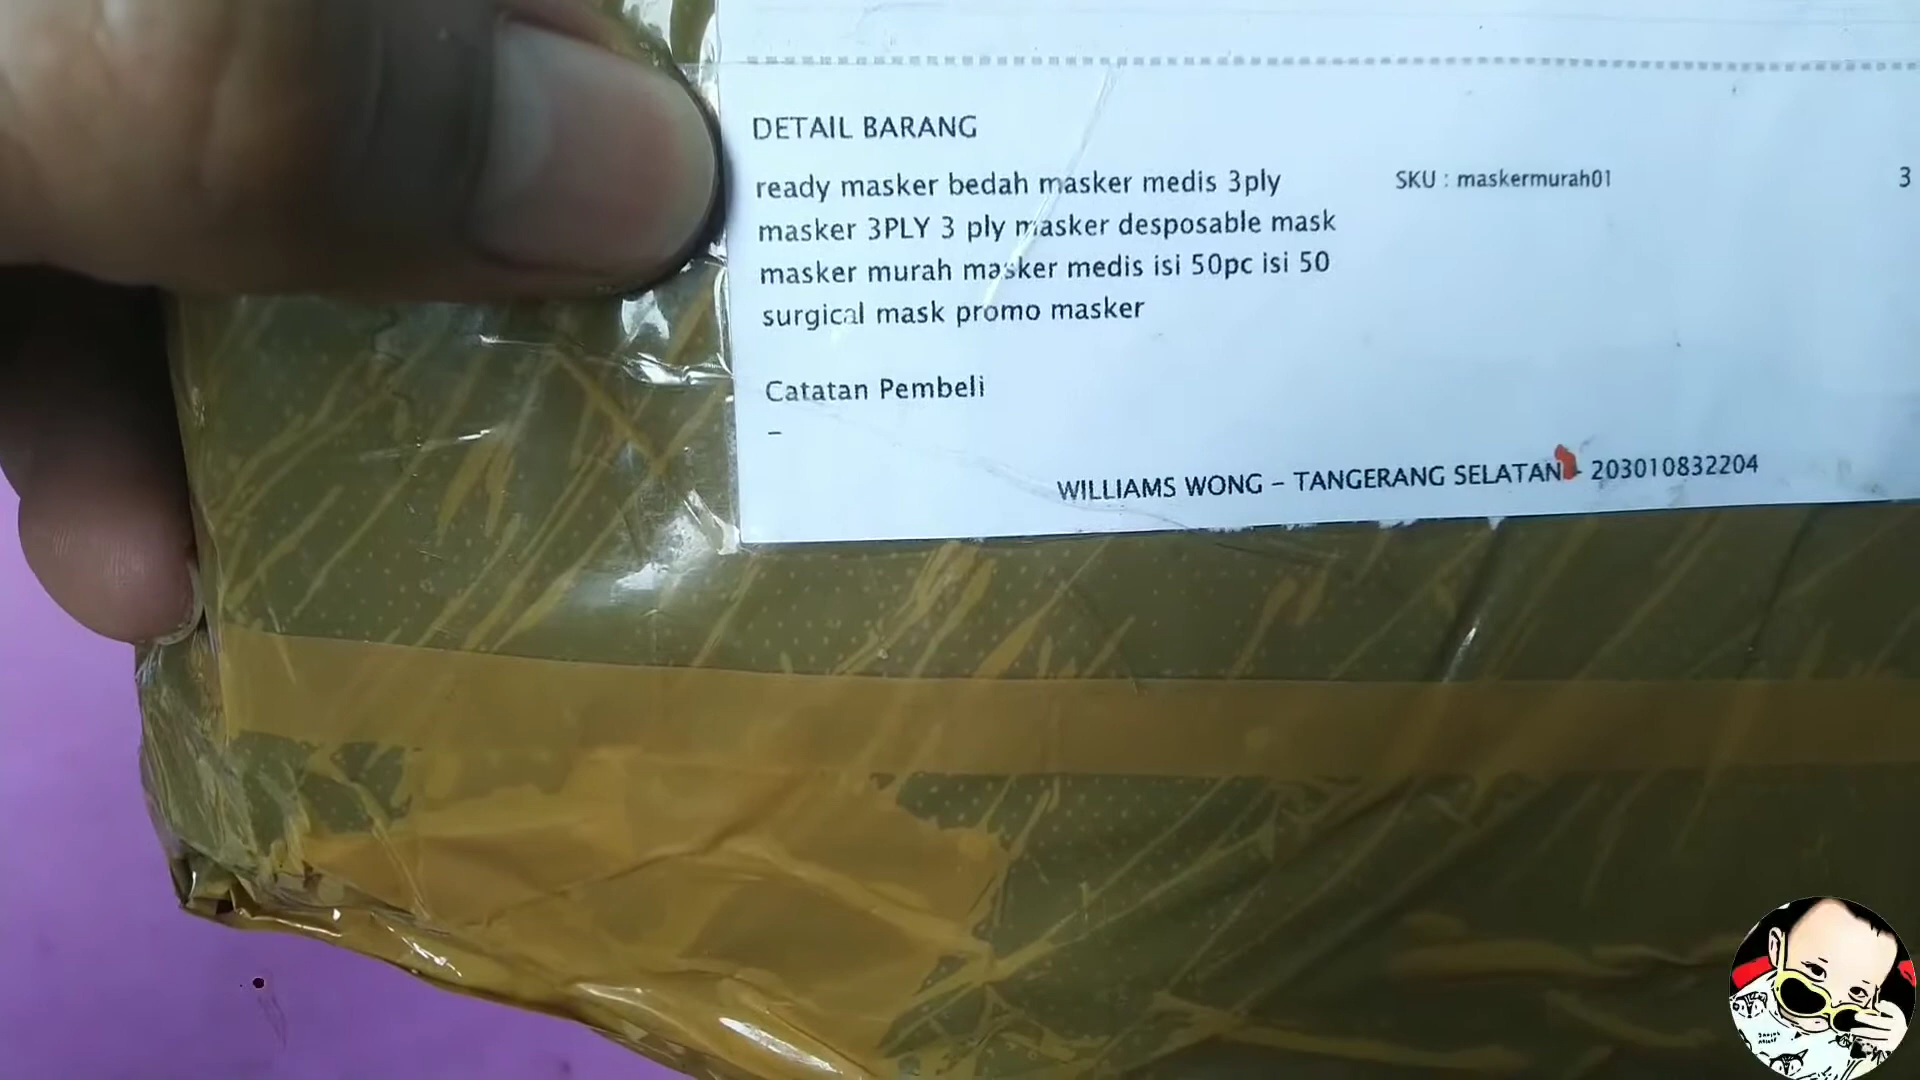 DETAIL BARANG
ready masker bedah masker medis 3ply SKU : maskermurah01 3
masker 3PLY 3 ply masker desposable mask
masker murah masker medis isi 50pc isi 50
surgical mask promo masker
Catatan Pembeli
–
WILLIAMS WONG – TANGERANG SELATAN - 203010832204